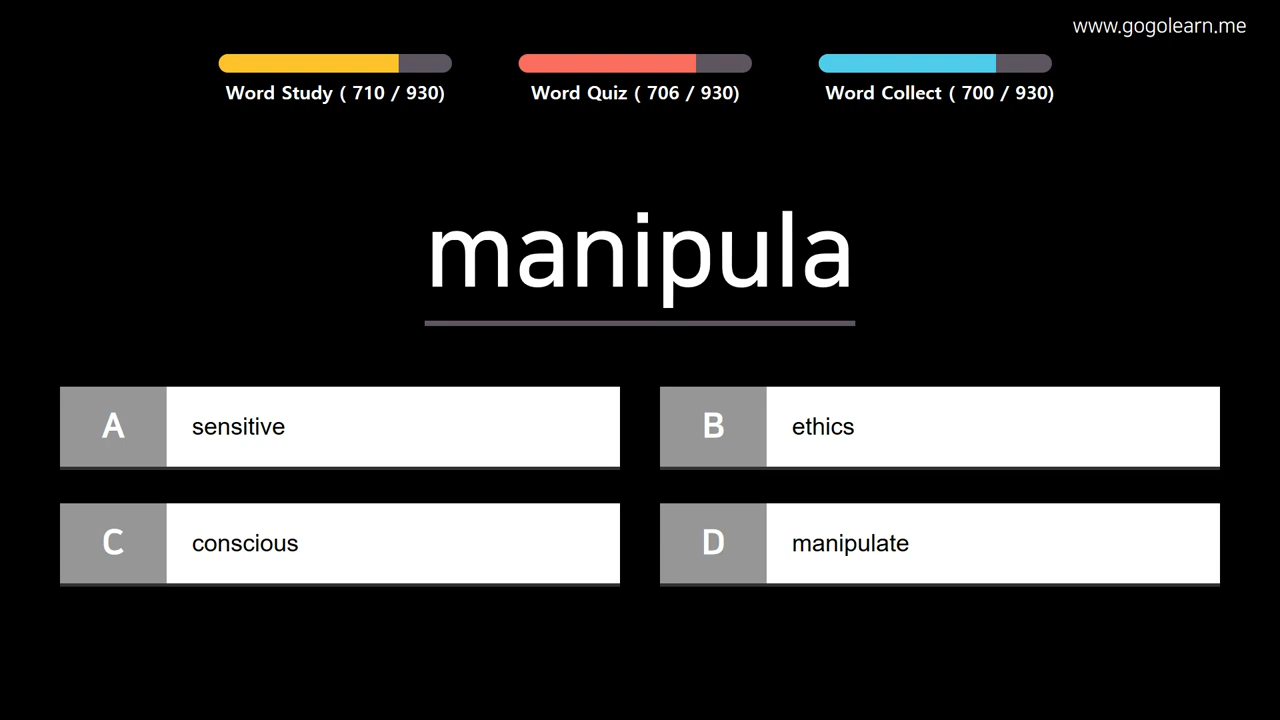 www.gogolearn.me
Word Study ( 710 / 930)
Word Quiz ( 706 / 930)
Word Collect ( 700 / 930)
manipula
A
sensitive
B
ethics
C
conscious
D
manipulate